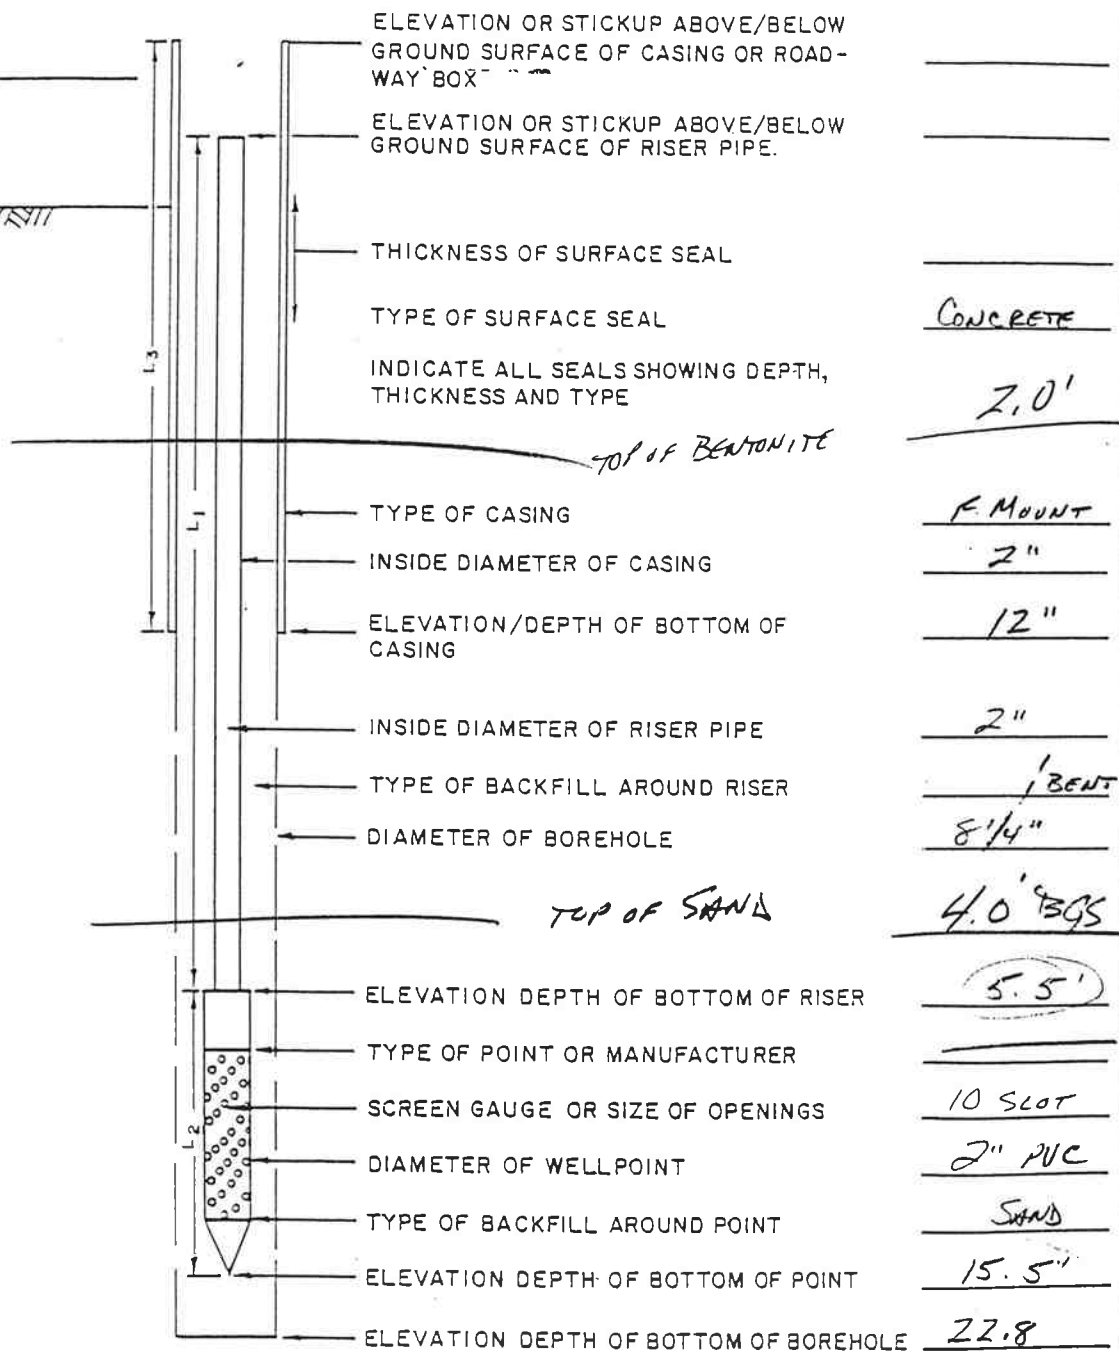 ELEVATION OR STICKUP ABOVE/BELOW
GROUND SURFACE OF CASING OR ROAD-
WAY BOX
ELEVATION OR STICKUP ABOVE/BELOW
GROUND SURFACE OF RISER PIPE.
THICKNESS OF SURFACE SEAL
TYPE OF SURFACE SEAL CONCRETE
INDICATE ALL SEALS SHOWING DEPTH,
THICKNESS AND TYPE 2.0'
L3
TOP OF BENTONITE
L1
TYPE OF CASING F. MOUNT
INSIDE DIAMETER OF CASING 2"
ELEVATION/DEPTH OF BOTTOM OF 12"
CASING
INSIDE DIAMETER OF RISER PIPE 2"
TYPE OF BACKFILL AROUND RISER BENT
DIAMETER OF BOREHOLE 8 1/4"
TOP OF SAND 4.0' BGS
ELEVATION DEPTH OF BOTTOM OF RISER 5.5'
TYPE OF POINT OR MANUFACTURER
SCREEN GAUGE OR SIZE OF OPENINGS 10 SLOT
L2
DIAMETER OF WELLPOINT 2" PVC
TYPE OF BACKFILL AROUND POINT SAND
ELEVATION DEPTH OF BOTTOM OF POINT 15.5'
ELEVATION DEPTH OF BOTTOM OF BOREHOLE 22.8